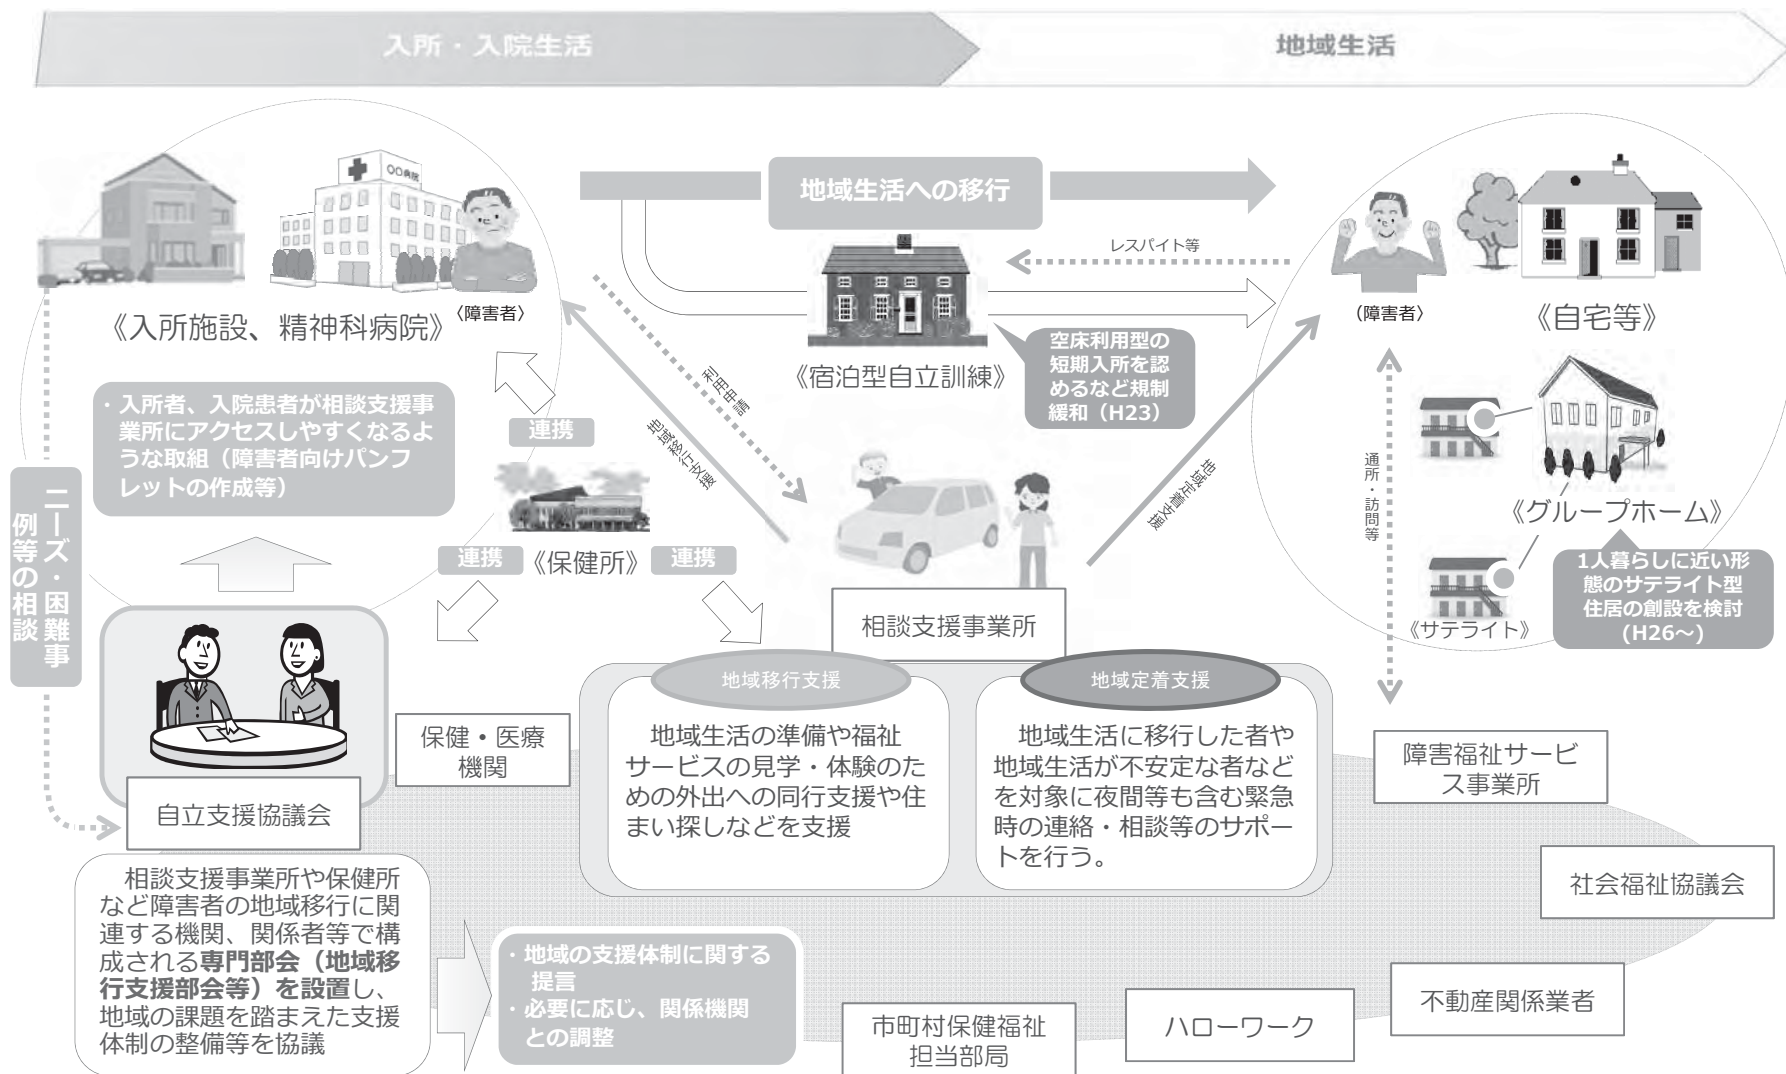 入所・入院生活
地域生活
○○病院
〈障害者〉
《入所施設、精神科病院》
地域生活への移行
レスパイト等
《宿泊型自立訓練》
空床利用型の
短期入所を認
めるなど規制
緩和（H23）
（障害者〉
《自宅等》
・入所者、入院患者が相談支援事
業所にアクセスしやすくなるよ
うな取組（障害者向けパンフ
レットの作成等）
連携
利用申請
地域移行支援
地域定着支援
通所・訪問等
《グループホーム》
1人暮らしに近い形
態のサテライト型
住居の創設を検討
（H26～)
《サテライト》
ニーズ・困難事
例等の相談
連携
《保健所》
連携
相談支援事業所
地域移行支援
地域生活の準備や福祉
サービスの見学・体験のた
めの外出への同行支援や住
まい探しなどを支援
地域定着支援
地域生活に移行した者や
地域生活が不安定な者など
を対象に夜間等も含む緊急
時の連絡・相談等のサポー
トを行う。
保健・医療
機関
障害福祉サービ
ス事業所
自立支援協議会
相談支援事業所や保健所
など障害者の地域移行に関
連する機関、関係者等で構
成される専門部会（地域移
行支援部会等）を設置し、
地域の課題を踏まえた支援
体制の整備等を協議
・地域の支援体制に関する
提言
・必要に応じ、関係機関
との調整
社会福祉協議会
不動産関係業者
ハローワーク
市町村保健福祉
担当部局